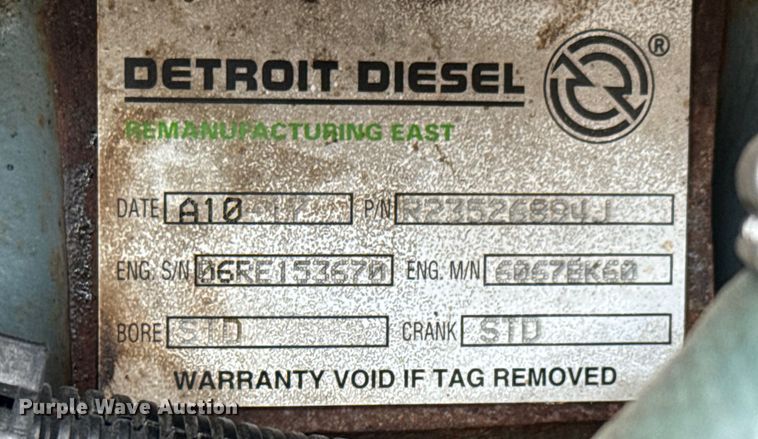 DETROIT DIESEL ®
REMANUFACTURING EAST
DATE A10 17 P/N R23526894J
ENG. S/N 06RE153670 ENG. M/N 6067BK60
BORE STD CRANK STD
WARRANTY VOID IF TAG REMOVED
Purple Wave Auction